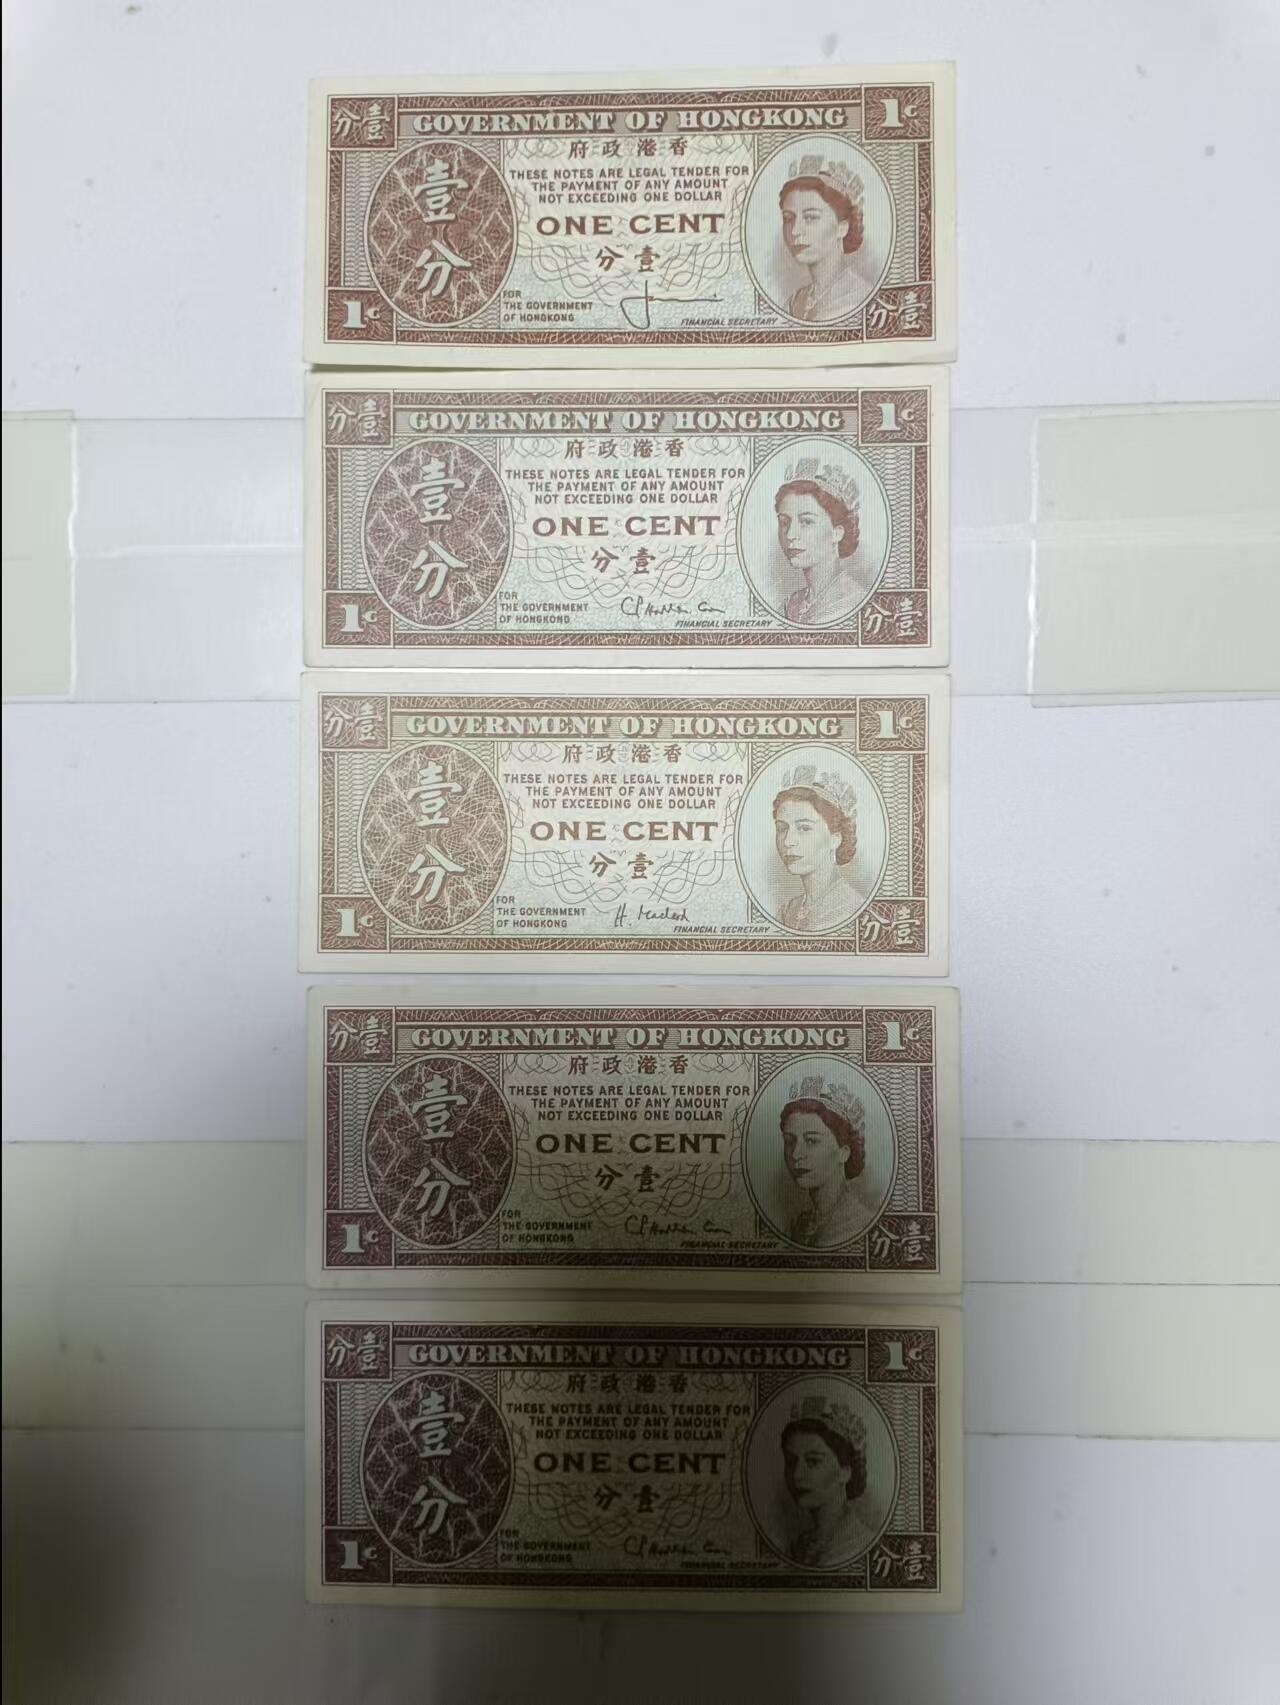 分壹 GOVERNMENT OF HONGKONG 1C
府政港香
THESE NOTES ARE LEGAL TENDER FOR
THE PAYMENT OF ANY AMOUNT
NOT EXCEEDING ONE DOLLAR
壹分
ONE CENT
分壹
FOR
THE GOVERNMENT
OF HONGKONG
FINANCIAL SECRETARY
1C
分壹
分壹 GOVERNMENT OF HONGKONG 1C
府政港香
THESE NOTES ARE LEGAL TENDER FOR
THE PAYMENT OF ANY AMOUNT
NOT EXCEEDING ONE DOLLAR
壹分
ONE CENT
分壹
FOR
THE GOVERNMENT
OF HONGKONG
FINANCIAL SECRETARY
1C
分壹
分壹 GOVERNMENT OF HONGKONG 1C
府政港香
THESE NOTES ARE LEGAL TENDER FOR
THE PAYMENT OF ANY AMOUNT
NOT EXCEEDING ONE DOLLAR
壹分
ONE CENT
分壹
FOR
THE GOVERNMENT
OF HONGKONG
FINANCIAL SECRETARY
1C
分壹
分壹 GOVERNMENT OF HONGKONG 1C
府政港香
THESE NOTES ARE LEGAL TENDER FOR
THE PAYMENT OF ANY AMOUNT
NOT EXCEEDING ONE DOLLAR
壹分
ONE CENT
分壹
FOR
THE GOVERNMENT
OF HONGKONG
FINANCIAL SECRETARY
1C
分壹
分壹 GOVERNMENT OF HONGKONG 1C
府政港香
THESE NOTES ARE LEGAL TENDER FOR
THE PAYMENT OF ANY AMOUNT
NOT EXCEEDING ONE DOLLAR
壹分
ONE CENT
分壹
FOR
THE GOVERNMENT
OF HONGKONG
FINANCIAL SECRETARY
1C
分壹